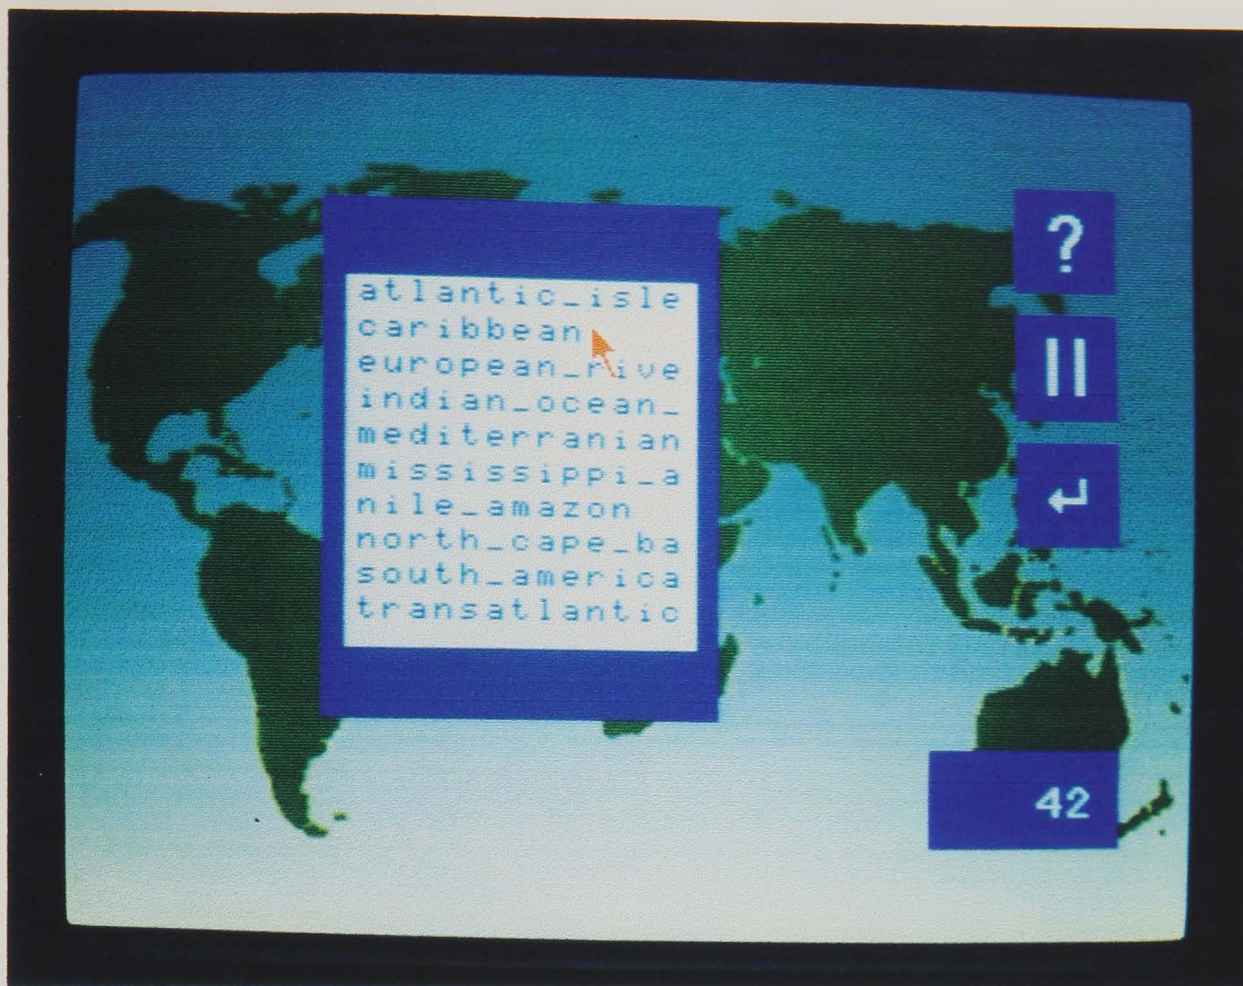 atlantic_isle
caribbean
european_rive
indian_ocean_
mediterranian
mississippi_a
nile_amazon
north_cape_ba
south_america
transatlantic
?
42